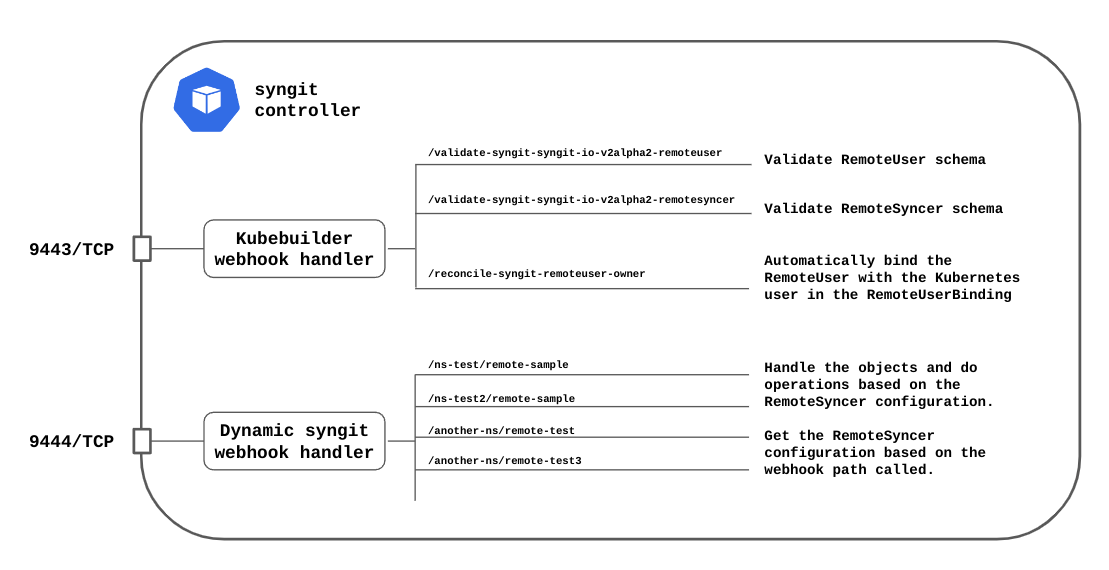 syngit
controller
9443/TCP
Kubebuilder
webhook handler
/validate-syngit-syngit-io-v2alpha2-remoteuser
Validate RemoteUser schema
/validate-syngit-syngit-io-v2alpha2-remotesyncer
Validate RemoteSyncer schema
/reconcile-syngit-remoteuser-owner
Automatically bind the
RemoteUser with the Kubernetes
user in the RemoteUserBinding
9444/TCP
Dynamic syngit
webhook handler
/ns-test/remote-sample
/ns-test2/remote-sample
/another-ns/remote-test
/another-ns/remote-test3
Handle the objects and do
operations based on the
RemoteSyncer configuration.
Get the RemoteSyncer
configuration based on the
webhook path called.